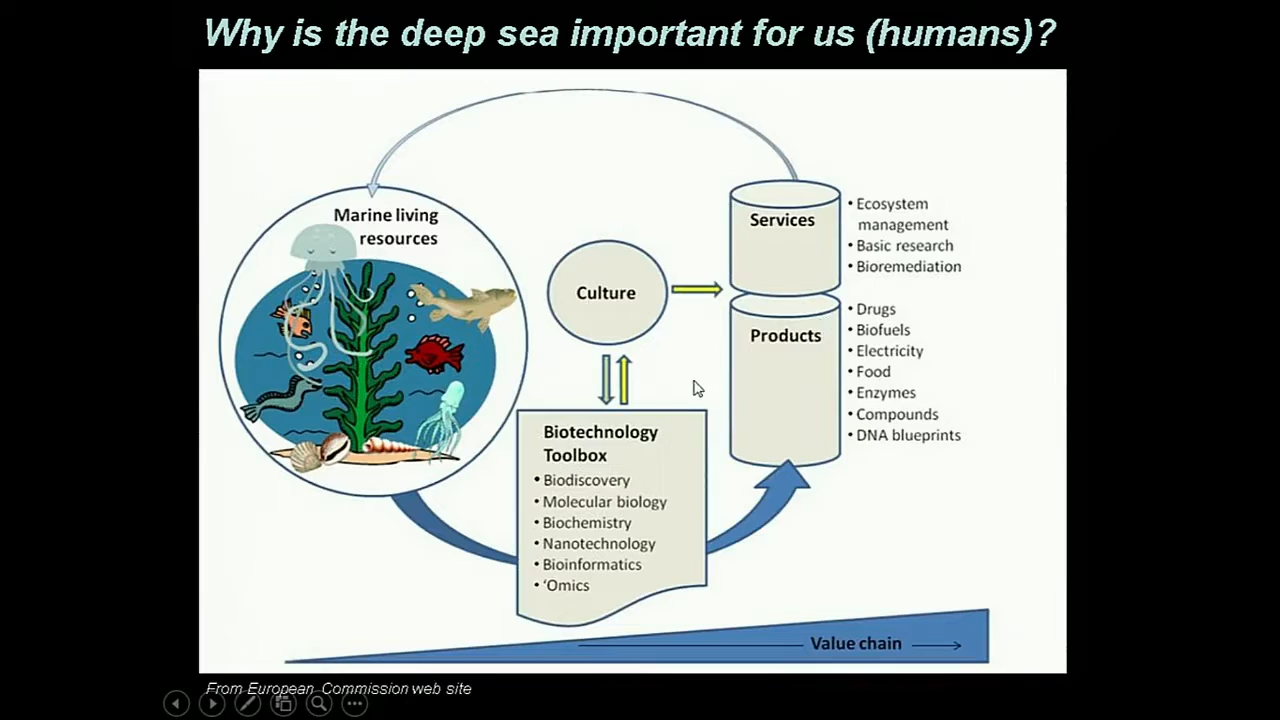 Why is the deep sea important for us (humans)?
Marine living
resources
Culture
Services
• Ecosystem
management
• Basic research
• Bioremediation
Products
• Drugs
• Biofuels
• Electricity
• Food
• Enzymes
• Compounds
• DNA blueprints
Biotechnology
Toolbox
• Biodiscovery
• Molecular biology
• Biochemistry
• Nanotechnology
• Bioinformatics
• ‘Omics
Value chain
From European Commission web site